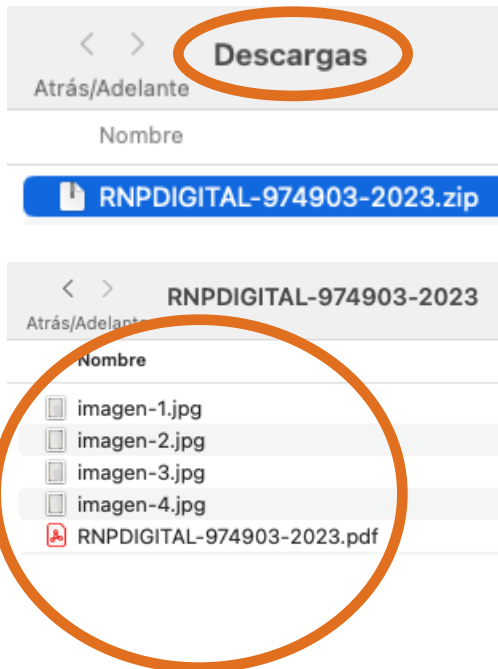 Descargas
Atrás/Adelante
Nombre
RNPDIGITAL-974903-2023.zip
RNPDIGITAL-974903-2023
Atrás/Adelante
Nombre
imagen-1.jpg
imagen-2.jpg
imagen-3.jpg
imagen-4.jpg
RNPDIGITAL-974903-2023.pdf